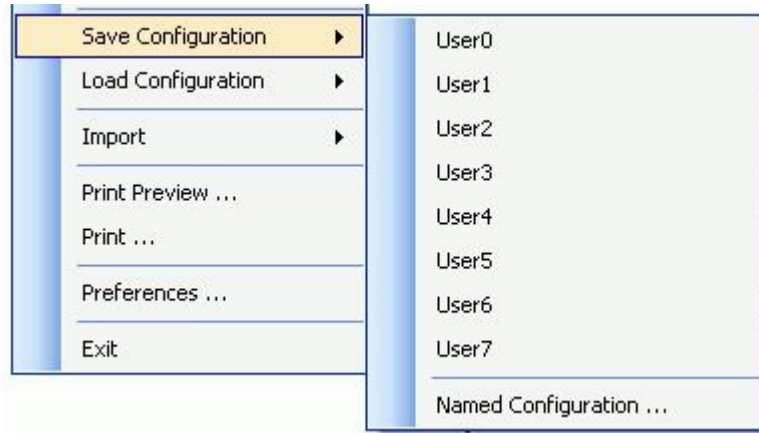 Save Configuration
Load Configuration
Import
Print Preview ...
Print ...
Preferences ...
Exit
User0
User1
User2
User3
User4
User5
User6
User7
Named Configuration ...